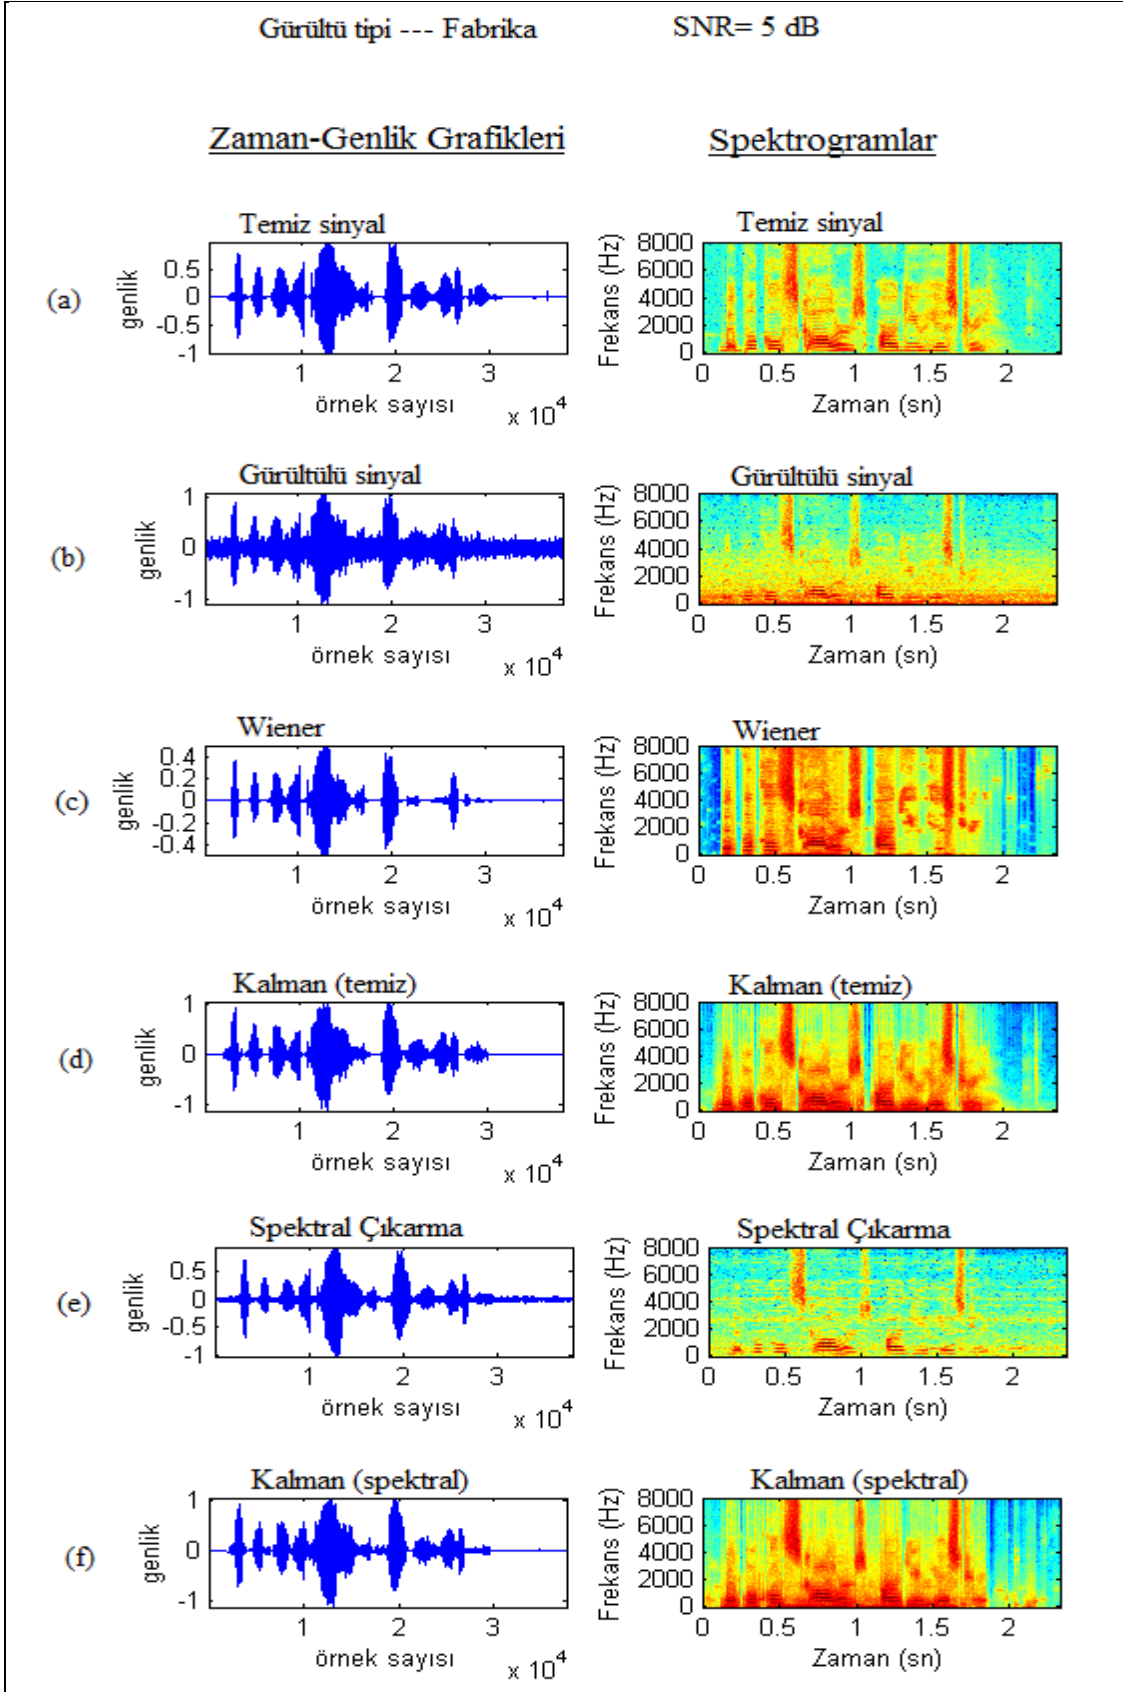 Gürültü tipi --- Fabrika SNR= 5 dB
Zaman-Genlik Grafikleri Spektrogramlar
Temiz sinyal Temiz sinyal
(a)
genlik
0.5
0
-0.5
-1
1 2 3
örnek sayısı
x 10^4
Frekans (Hz)
8000
6000
4000
2000
0
0 0.5 1 1.5 2
Zaman (sn)
Gürültülü sinyal Gürültülü sinyal
(b)
genlik
1
0
-1
1 2 3
örnek sayısı
x 10^4
Frekans (Hz)
8000
6000
4000
2000
0
0 0.5 1 1.5 2
Zaman (sn)
Wiener Wiener
(c)
genlik
0.4
0.2
0
-0.2
-0.4
1 2 3
örnek sayısı
x 10^4
Frekans (Hz)
8000
6000
4000
2000
0
0 0.5 1 1.5 2
Zaman (sn)
Kalman (temiz) Kalman (temiz)
(d)
genlik
1
0
-1
1 2 3
örnek sayısı
x 10^4
Frekans (Hz)
8000
6000
4000
2000
0
0 0.5 1 1.5 2
Zaman (sn)
Spektral Çıkarma Spektral Çıkarma
(e)
genlik
0.5
0
-0.5
-1
1 2 3
örnek sayısı
x 10^4
Frekans (Hz)
8000
6000
4000
2000
0
0 0.5 1 1.5 2
Zaman (sn)
Kalman (spektral) Kalman (spektral)
(f)
genlik
1
0
-1
1 2 3
örnek sayısı
x 10^4
Frekans (Hz)
8000
6000
4000
2000
0
0 0.5 1 1.5 2
Zaman (sn)